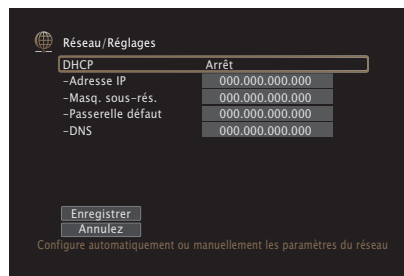 Réseau/Réglages
DHCP Arrêt
-Adresse IP 000.000.000.000
-Masq. sous-rés. 000.000.000.000
-Passerelle défaut 000.000.000.000
-DNS 000.000.000.000
Enregistrer
Annulez
Configure automatiquement ou manuellement les paramètres du réseau